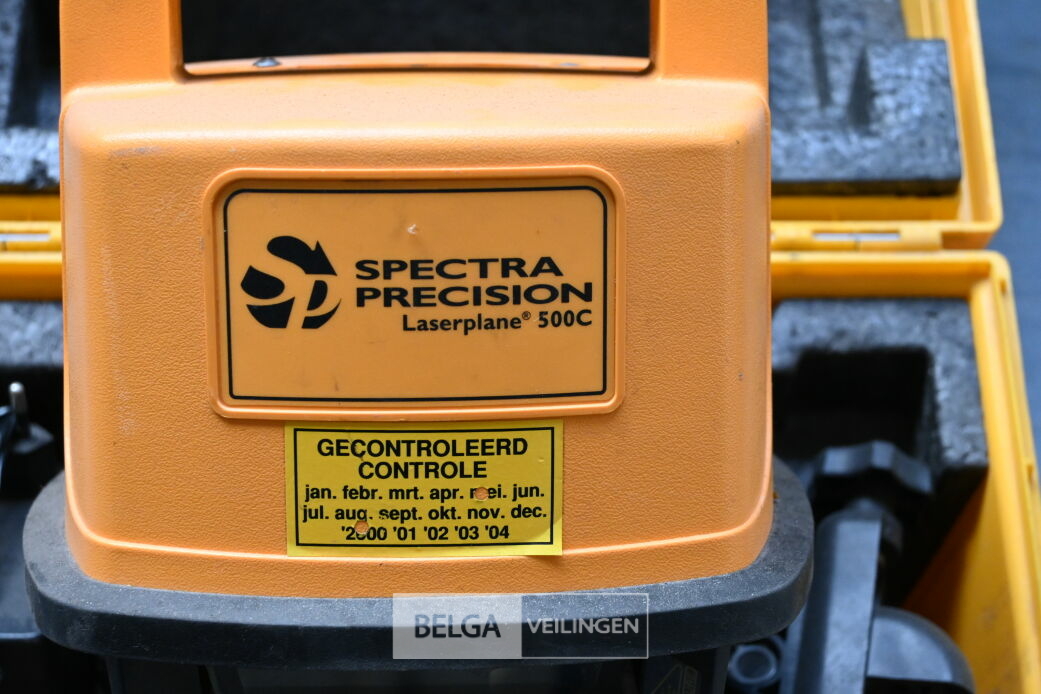 SPECTRA
PRECISION
Laserplane® 500C
GECONTROLEERD
CONTROLE
jan. febr. mrt. apr. mei. jun.
jul. aug. sept. okt. nov. dec.
'2000 '01 '02 '03 '04
BELGA VEILINGEN